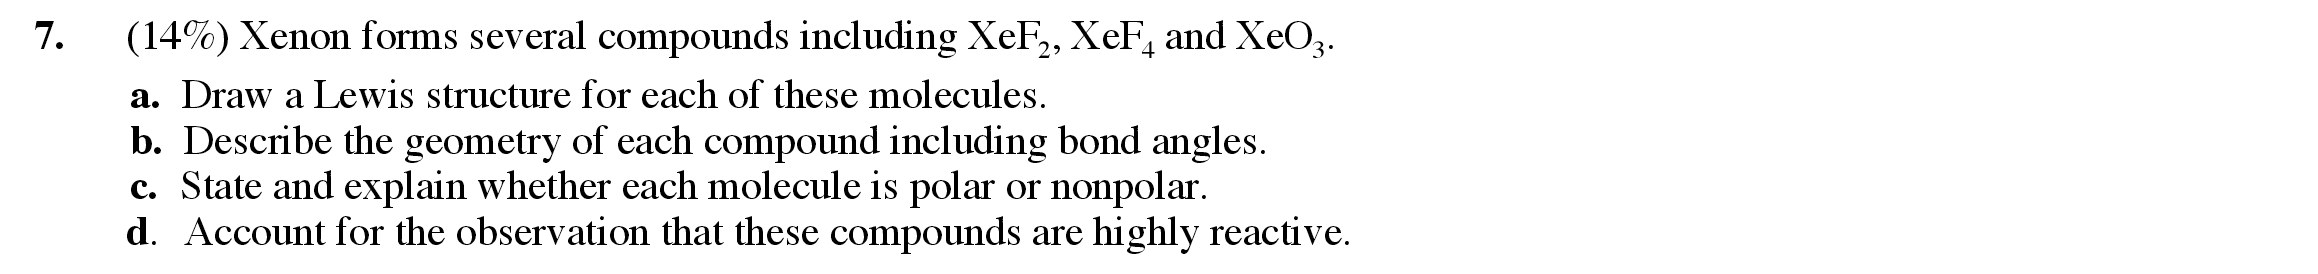 7. (14%) Xenon forms several compounds including XeF₂, XeF₄ and XeO₃.
a. Draw a Lewis structure for each of these molecules.
b. Describe the geometry of each compound including bond angles.
c. State and explain whether each molecule is polar or nonpolar.
d. Account for the observation that these compounds are highly reactive.